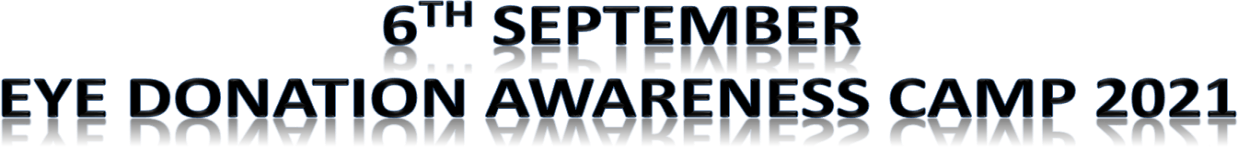 6TH SEPTEMBER
EYE DONATION AWARENESS CAMP 2021